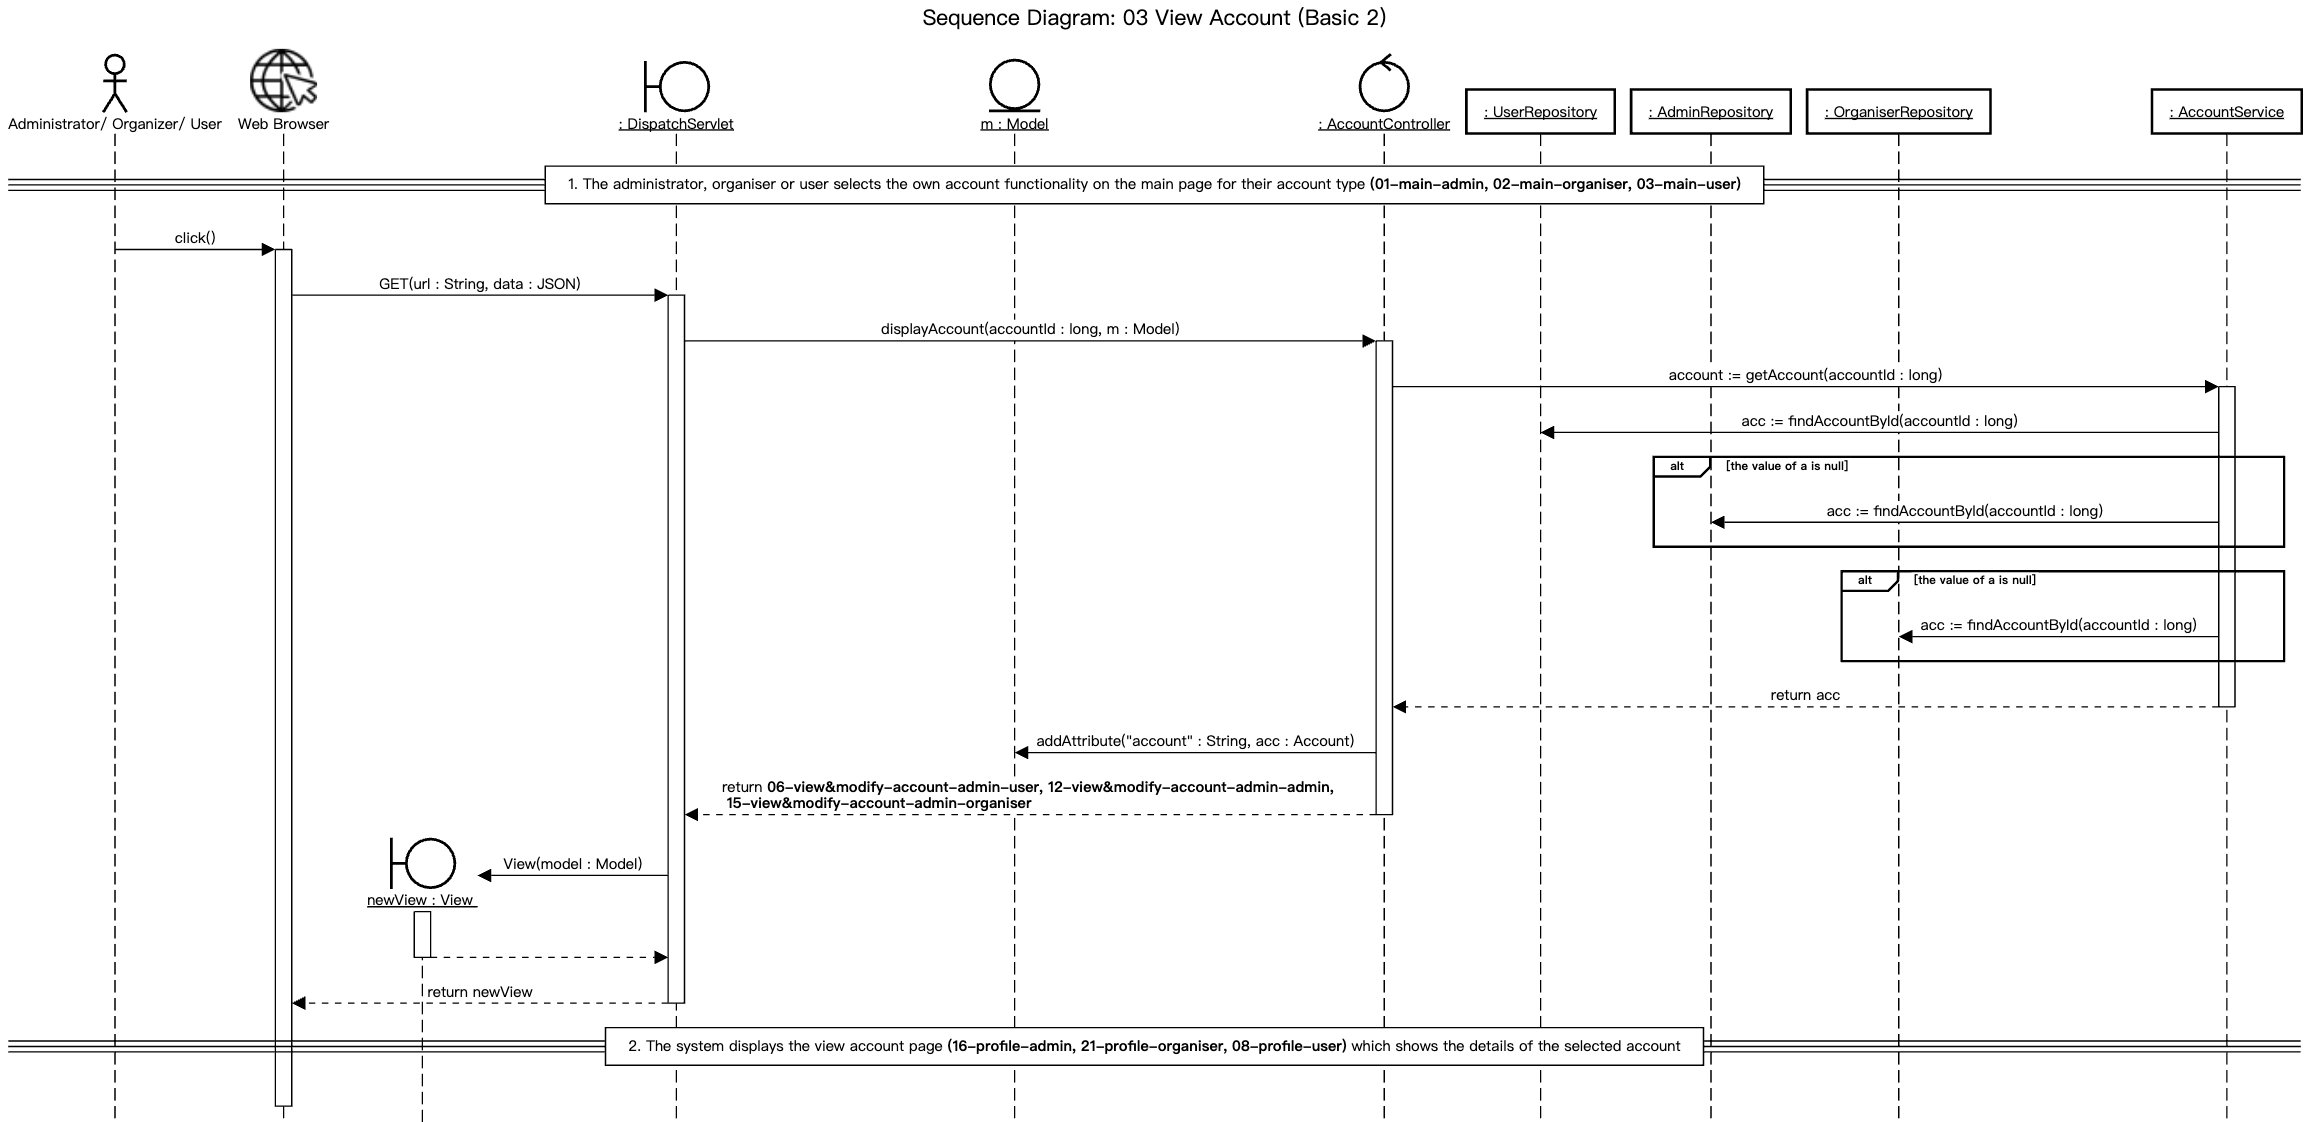 Sequence Diagram: 03 View Account (Basic 2)
Administrator/ Organizer/ User
Web Browser
: DispatchServlet
m : Model
: AccountController
: UserRepository
: AdminRepository
: OrganiserRepository
: AccountService
1. The administrator, organiser or user selects the own account functionality on the main page for their account type (01-main-admin, 02-main-organiser, 03-main-user)
click()
GET(url : String, data : JSON)
displayAccount(accountId : long, m : Model)
account := getAccount(accountId : long)
acc := findAccountById(accountId : long)
alt [the value of a is null]
acc := findAccountById(accountId : long)
alt [the value of a is null]
acc := findAccountById(accountId : long)
return acc
addAttribute("account" : String, acc : Account)
return 06-view&modify-account-admin-user, 12-view&modify-account-admin-admin,
15-view&modify-account-admin-organiser
View(model : Model)
newView : View
return newView
2. The system displays the view account page (16-profile-admin, 21-profile-organiser, 08-profile-user) which shows the details of the selected account